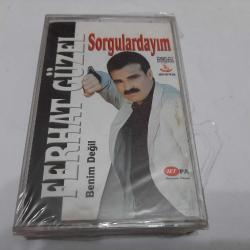 Sorgulardayım
FERHAT GÜZEL
Benim Değil